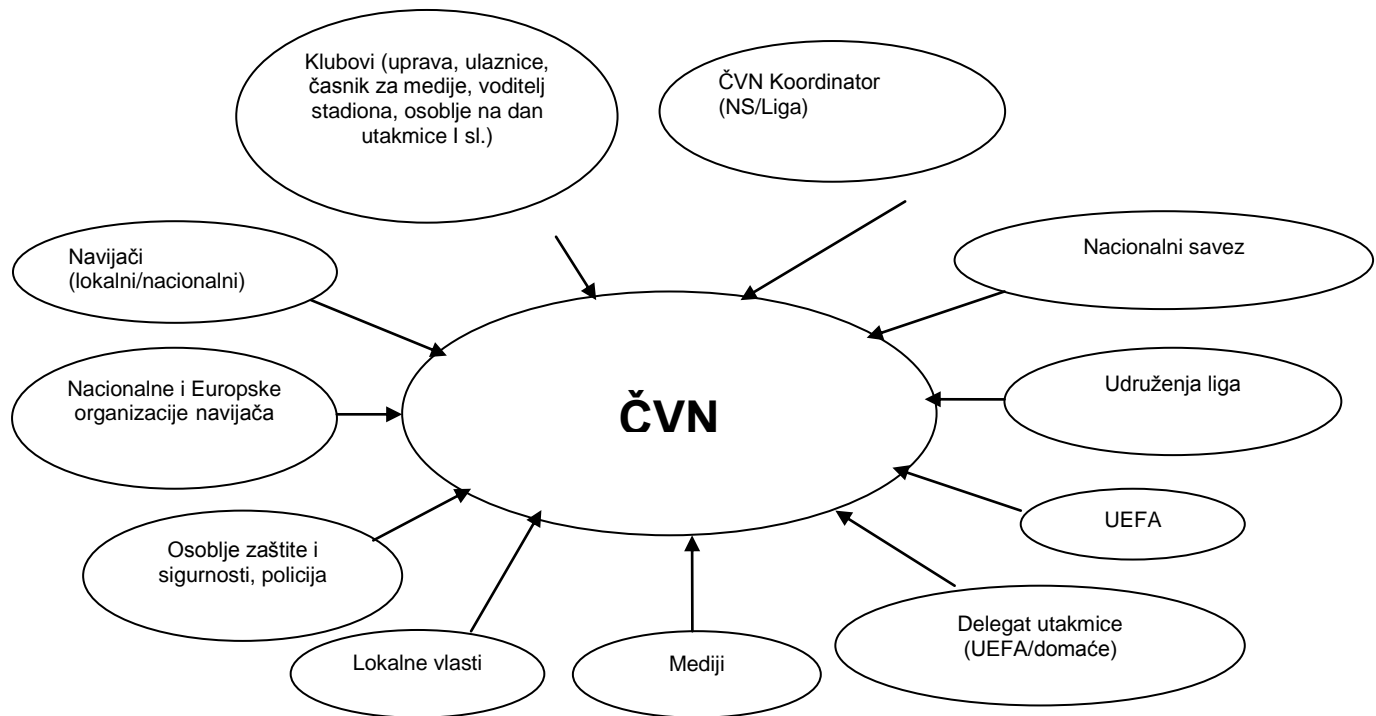 Klubovi (uprava, ulaznice,
časnik za medije, voditelj
stadiona, osoblje na dan
utakmice I sl.)
ČVN Koordinator
(NS/Liga)
Navijači
(lokalni/nacionalni)
Nacionalni savez
Nacionalne i Europske
organizacije navijača
ČVN
Udruženja liga
UEFA
Osoblje zaštite i
sigurnosti, policija
Delegat utakmice
(UEFA/domaće)
Lokalne vlasti
Mediji